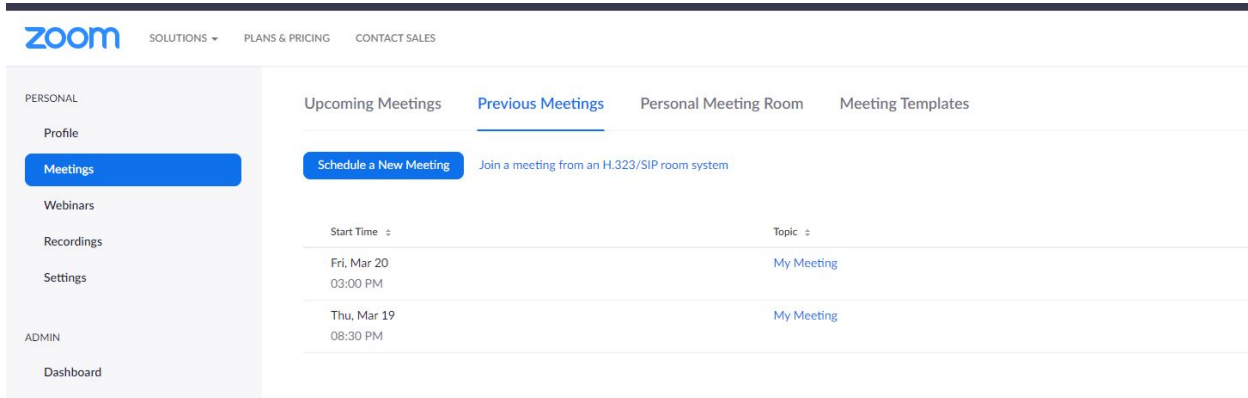 zoom SOLUTIONS PLANS & PRICING CONTACT SALES
PERSONAL
Profile
Meetings
Webinars
Recordings
Settings
ADMIN
Dashboard
Upcoming Meetings Previous Meetings Personal Meeting Room Meeting Templates
Schedule a New Meeting Join a meeting from an H.323/SIP room system
Start Time Topic
Fri, Mar 20 My Meeting
03:00 PM
Thu, Mar 19 My Meeting
08:30 PM